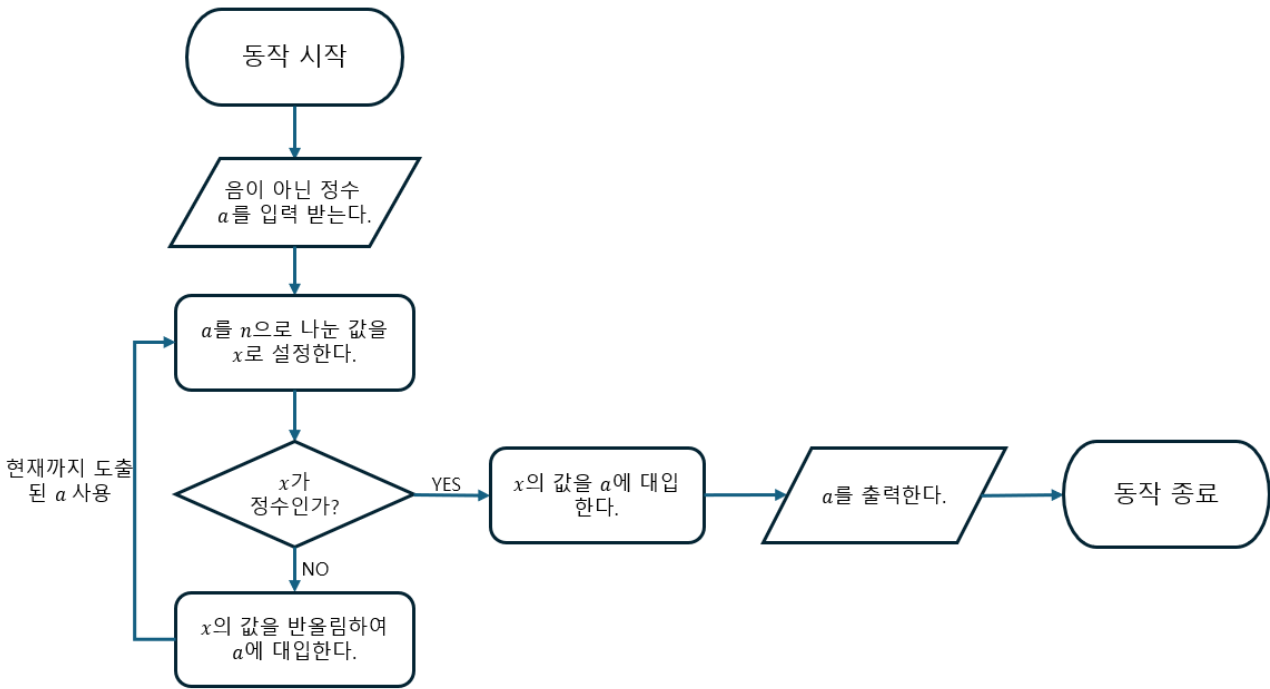 동작 시작
음이 아닌 정수
a를 입력 받는다.
a를 n으로 나눈 값을
x로 설정한다.
현재까지 도출
된 a 사용
x가
정수인가?
YES
x의 값을 a에 대입
한다.
a를 출력한다.
동작 종료
NO
x의 값을 반올림하여
a에 대입한다.